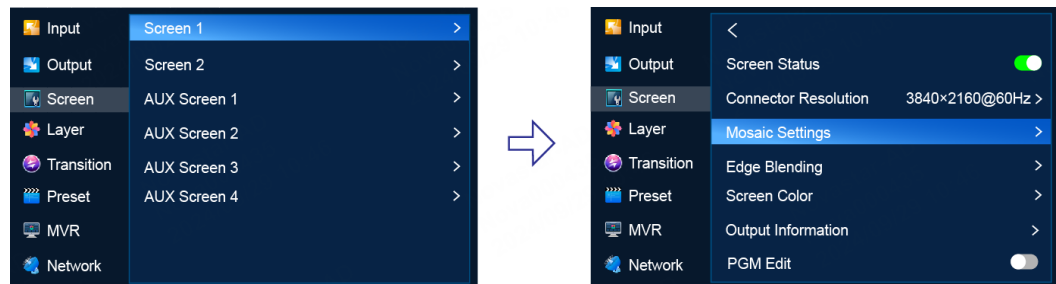 Input
Output
Screen
Layer
Transition
Preset
MVR
Network
Screen 1 >
Screen 2 >
AUX Screen 1 >
AUX Screen 2 >
AUX Screen 3 >
AUX Screen 4 >
Input
Output
Screen
Layer
Transition
Preset
MVR
Network
<
Screen Status
Connector Resolution 3840×2160@60Hz >
Mosaic Settings >
Edge Blending >
Screen Color >
Output Information >
PGM Edit